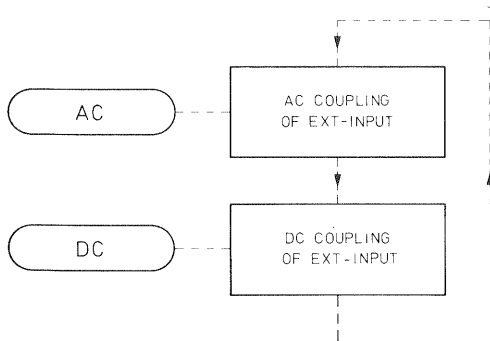 AC
AC COUPLING
OF EXT-INPUT
DC
DC COUPLING
OF EXT-INPUT